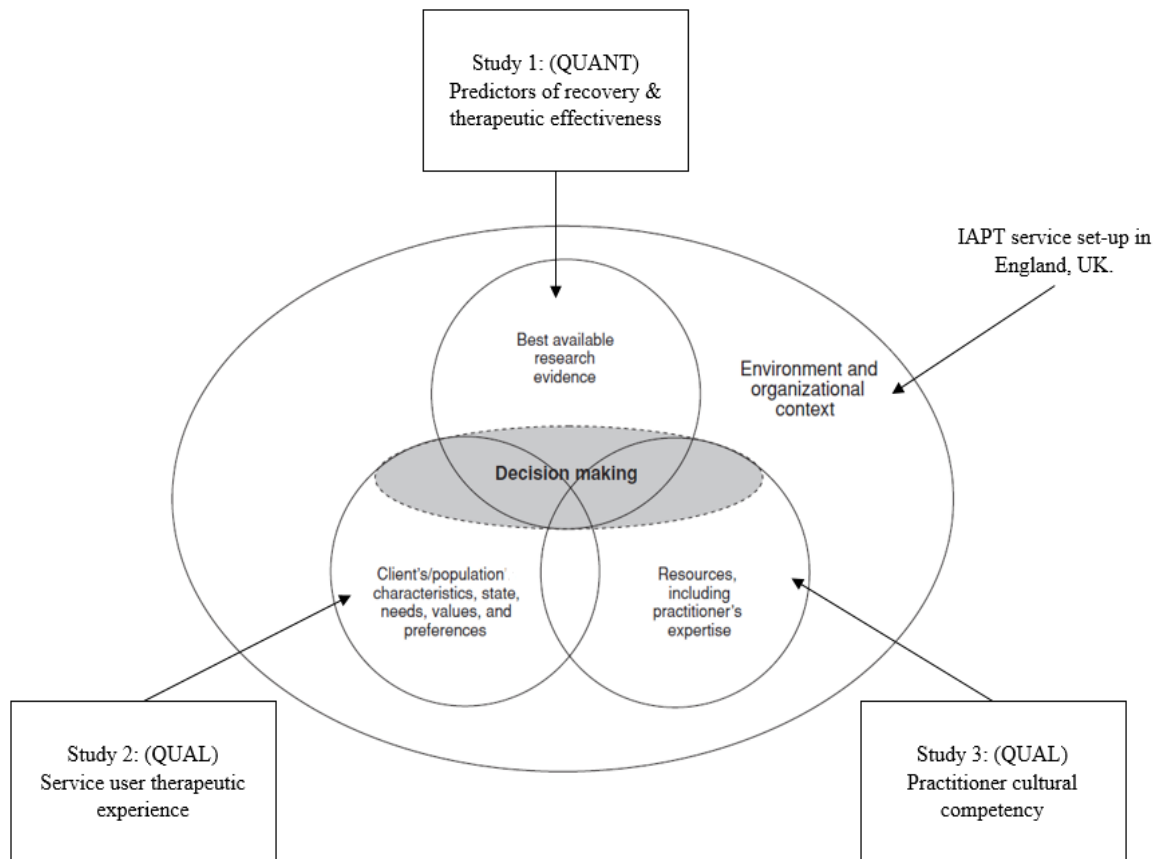 Study 1: (QUANT)
Predictors of recovery &
therapeutic effectiveness
IAPT service set-up in
England, UK.
Best available
research
evidence
Environment and
organizational
context
Decision making
Client's/population'
characteristics, state,
needs, values, and
preferences
Resources,
including
practitioner's
expertise
Study 2: (QUAL)
Service user therapeutic
experience
Study 3: (QUAL)
Practitioner cultural
competency